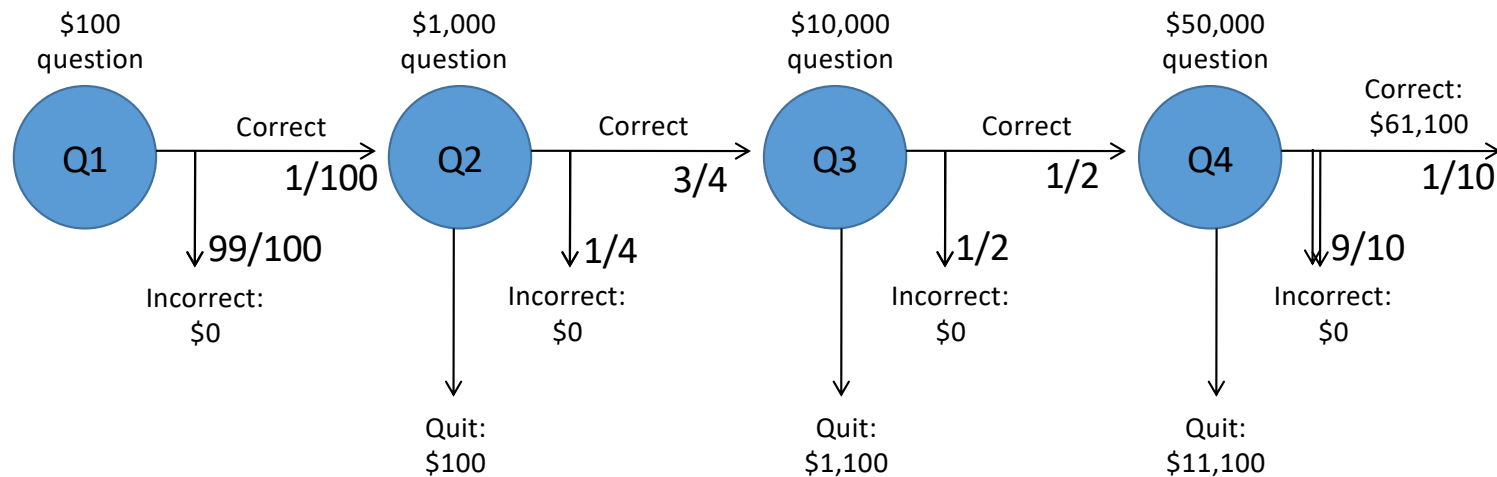 $100
question
$1,000
question
$10,000
question
$50,000
question
Q1
Correct
1/100
Q2
Correct
3/4
Q3
Correct
1/2
Q4
Correct:
$61,100
1/10
99/100
Incorrect:
$0
1/4
Incorrect:
$0
1/2
Incorrect:
$0
9/10
Incorrect:
$0
Quit:
$100
Quit:
$1,100
Quit:
$11,100